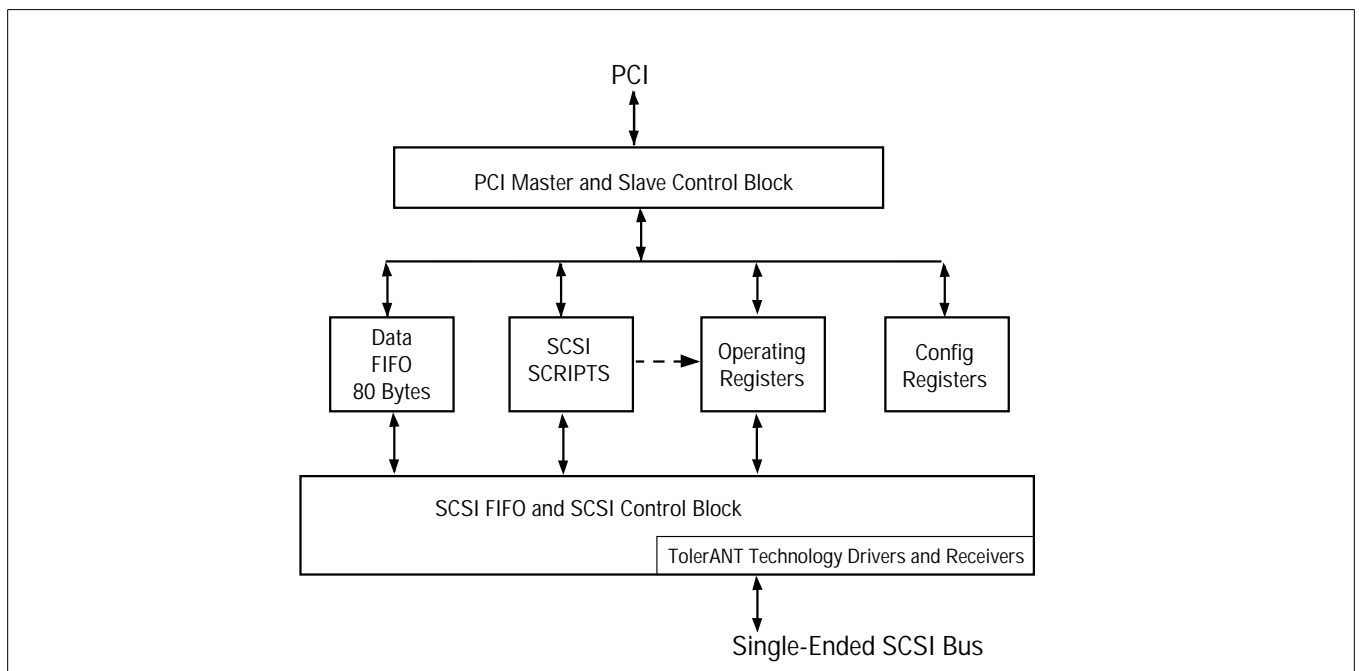 PCI
PCI Master and Slave Control Block
Data
FIFO
80 Bytes
SCSI
SCRIPTS
Operating
Registers
Config
Registers
SCSI FIFO and SCSI Control Block
TolerANT Technology Drivers and Receivers
Single-Ended SCSI Bus